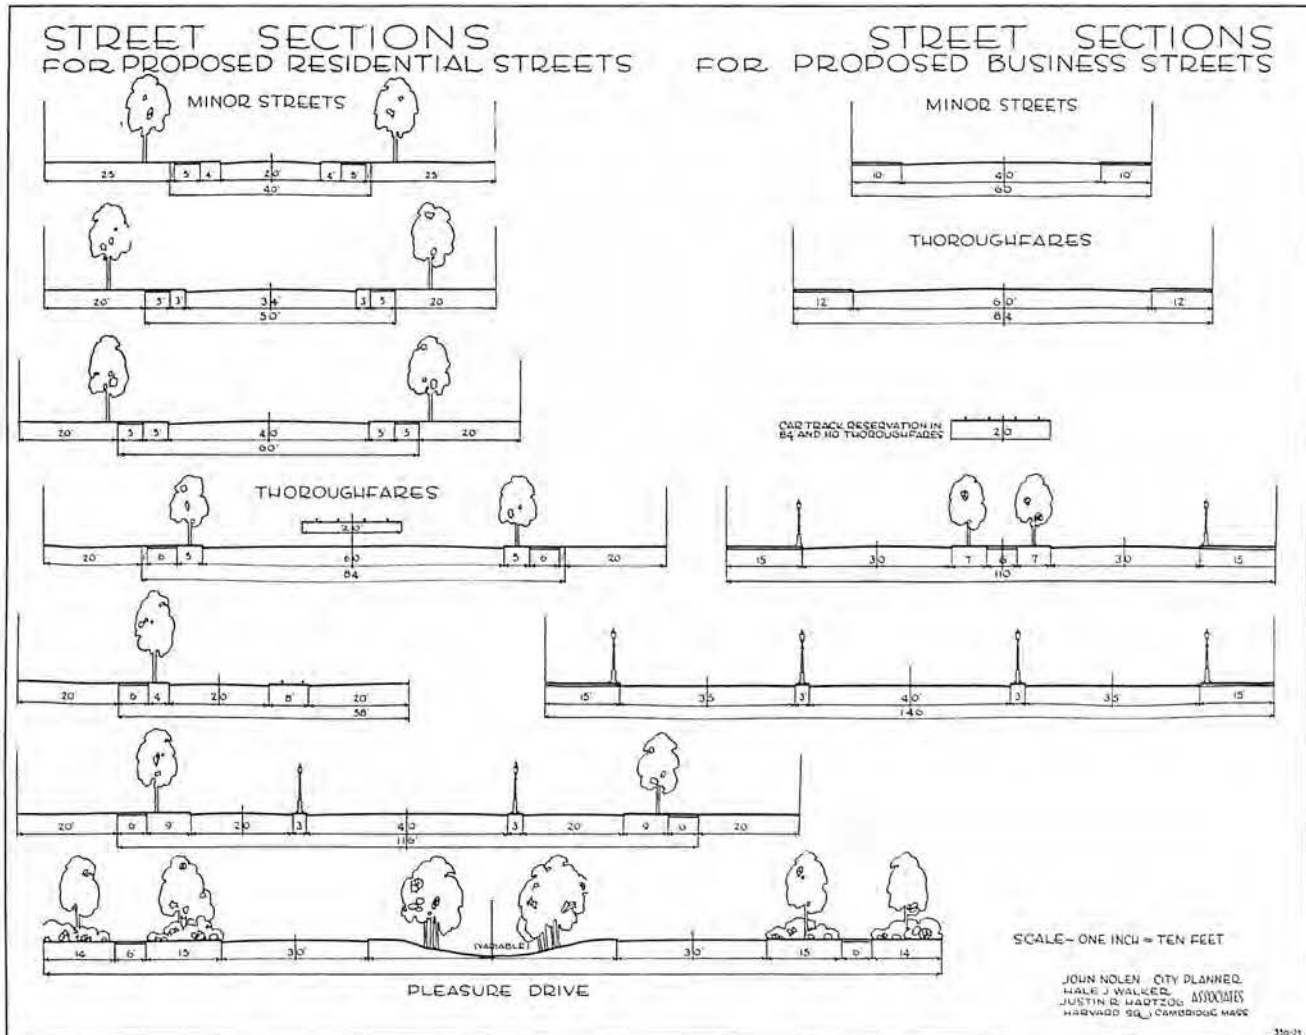 STREET SECTIONS
FOR PROPOSED RESIDENTIAL STREETS
MINOR STREETS
25' 5' 4' 20' 4' 5' 25'
40'
20' 5' 3' 34' 3' 5' 20
50'
20' 5 5' 40' 5' 5 20'
60'
THOROUGHFARES
20'
20' 6' 5' 60 5 6' 20
84
20' 6' 4 20 8' 20'
58'
20' 6' 9' 20 3 40 3 20' 9 6' 20
116'
14 6' 15' 30' (VARIABLE) 30' 15 6' 14
PLEASURE DRIVE
STREET SECTIONS
FOR PROPOSED BUSINESS STREETS
MINOR STREETS
10' 40 10'
60
THOROUGHFARES
12' 60' 12'
84
CAR TRACK RESERVATION IN
84' AND 110' THOROUGHFARES
20
15 30 7 6 7 30 15
110
15' 35 3' 40 3 35 15
146
SCALE - ONE INCH = TEN FEET
JOHN NOLEN CITY PLANNER
HALE J WALKER
JUSTIN R HARTZOG ASSOCIATES
HARVARD SQ., CAMBRIDGE MASS